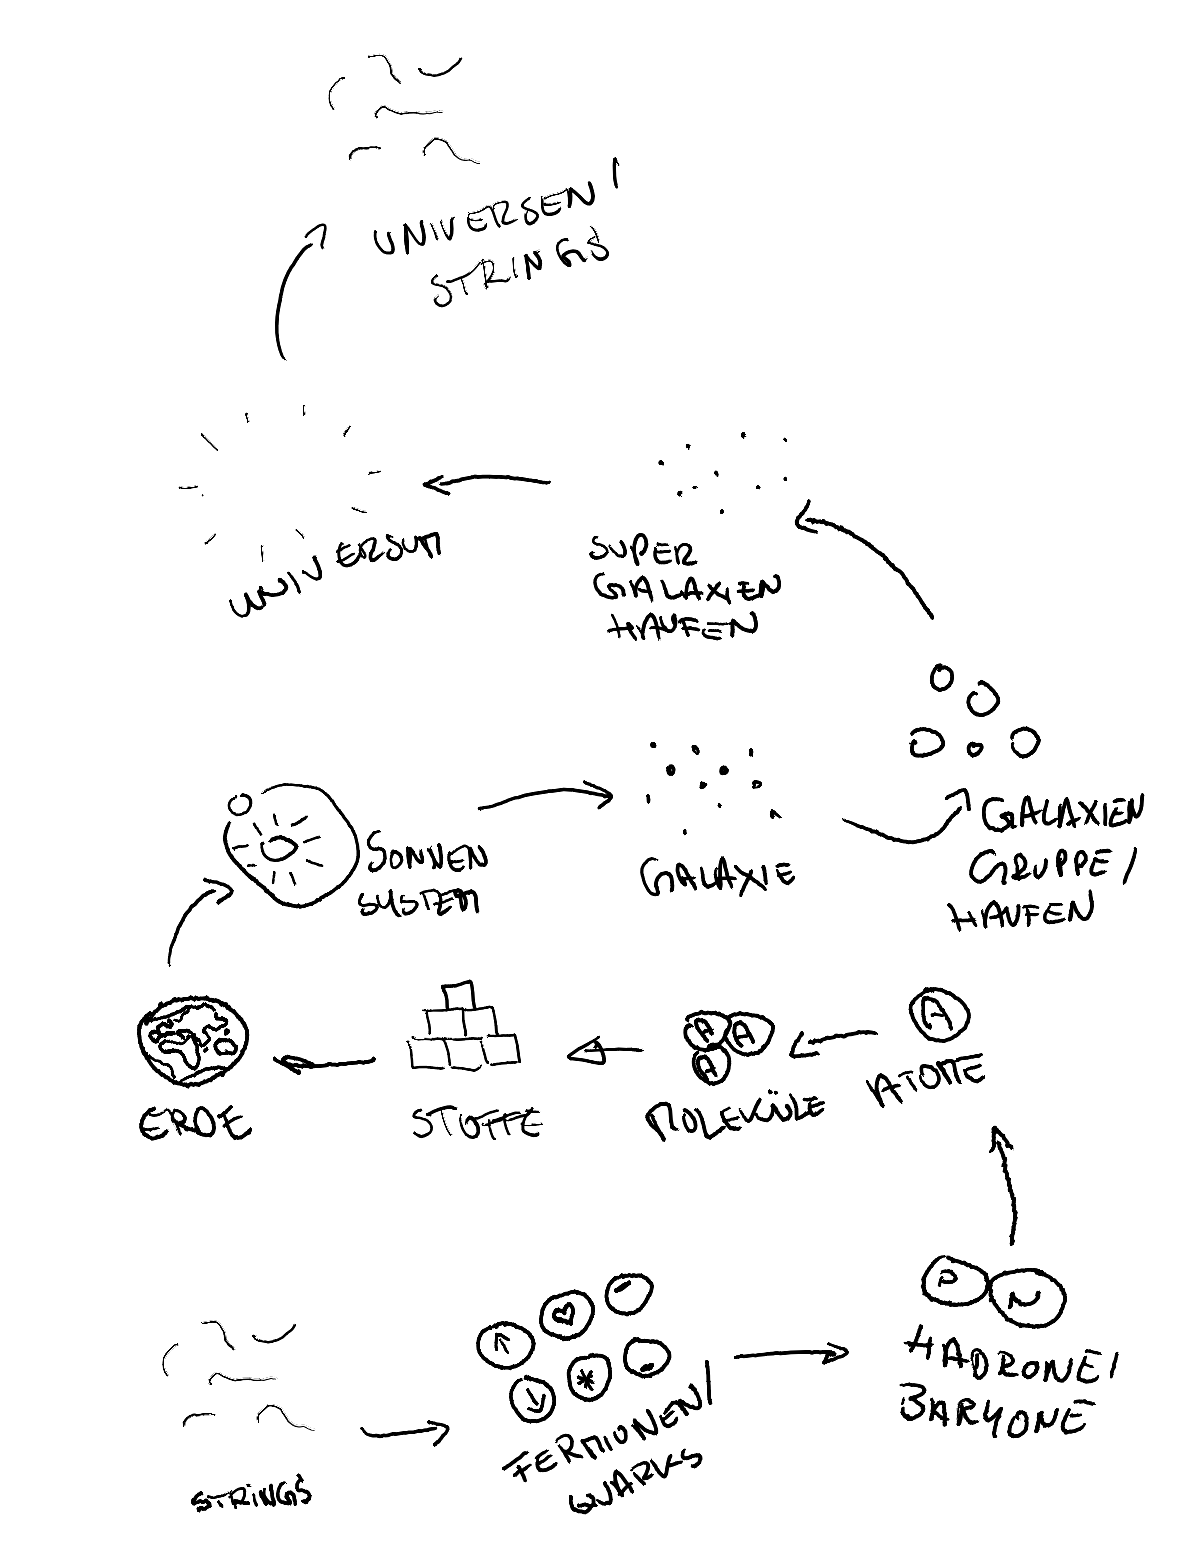 UNIVERSEN/
STRINGS
UNIVERSUM
SUPER
GALAXIEN
HAUFEN
SONNEN
SYSTEM
GALAXIE
GALAXIEN
GRUPPE/
HAUFEN
ERDE
STOFFE
A A
A
MOLEKÜLE
A
ATOME
STRINGS
FERMIONEN/
QUARKS
P N
HADRONE/
BARYONE